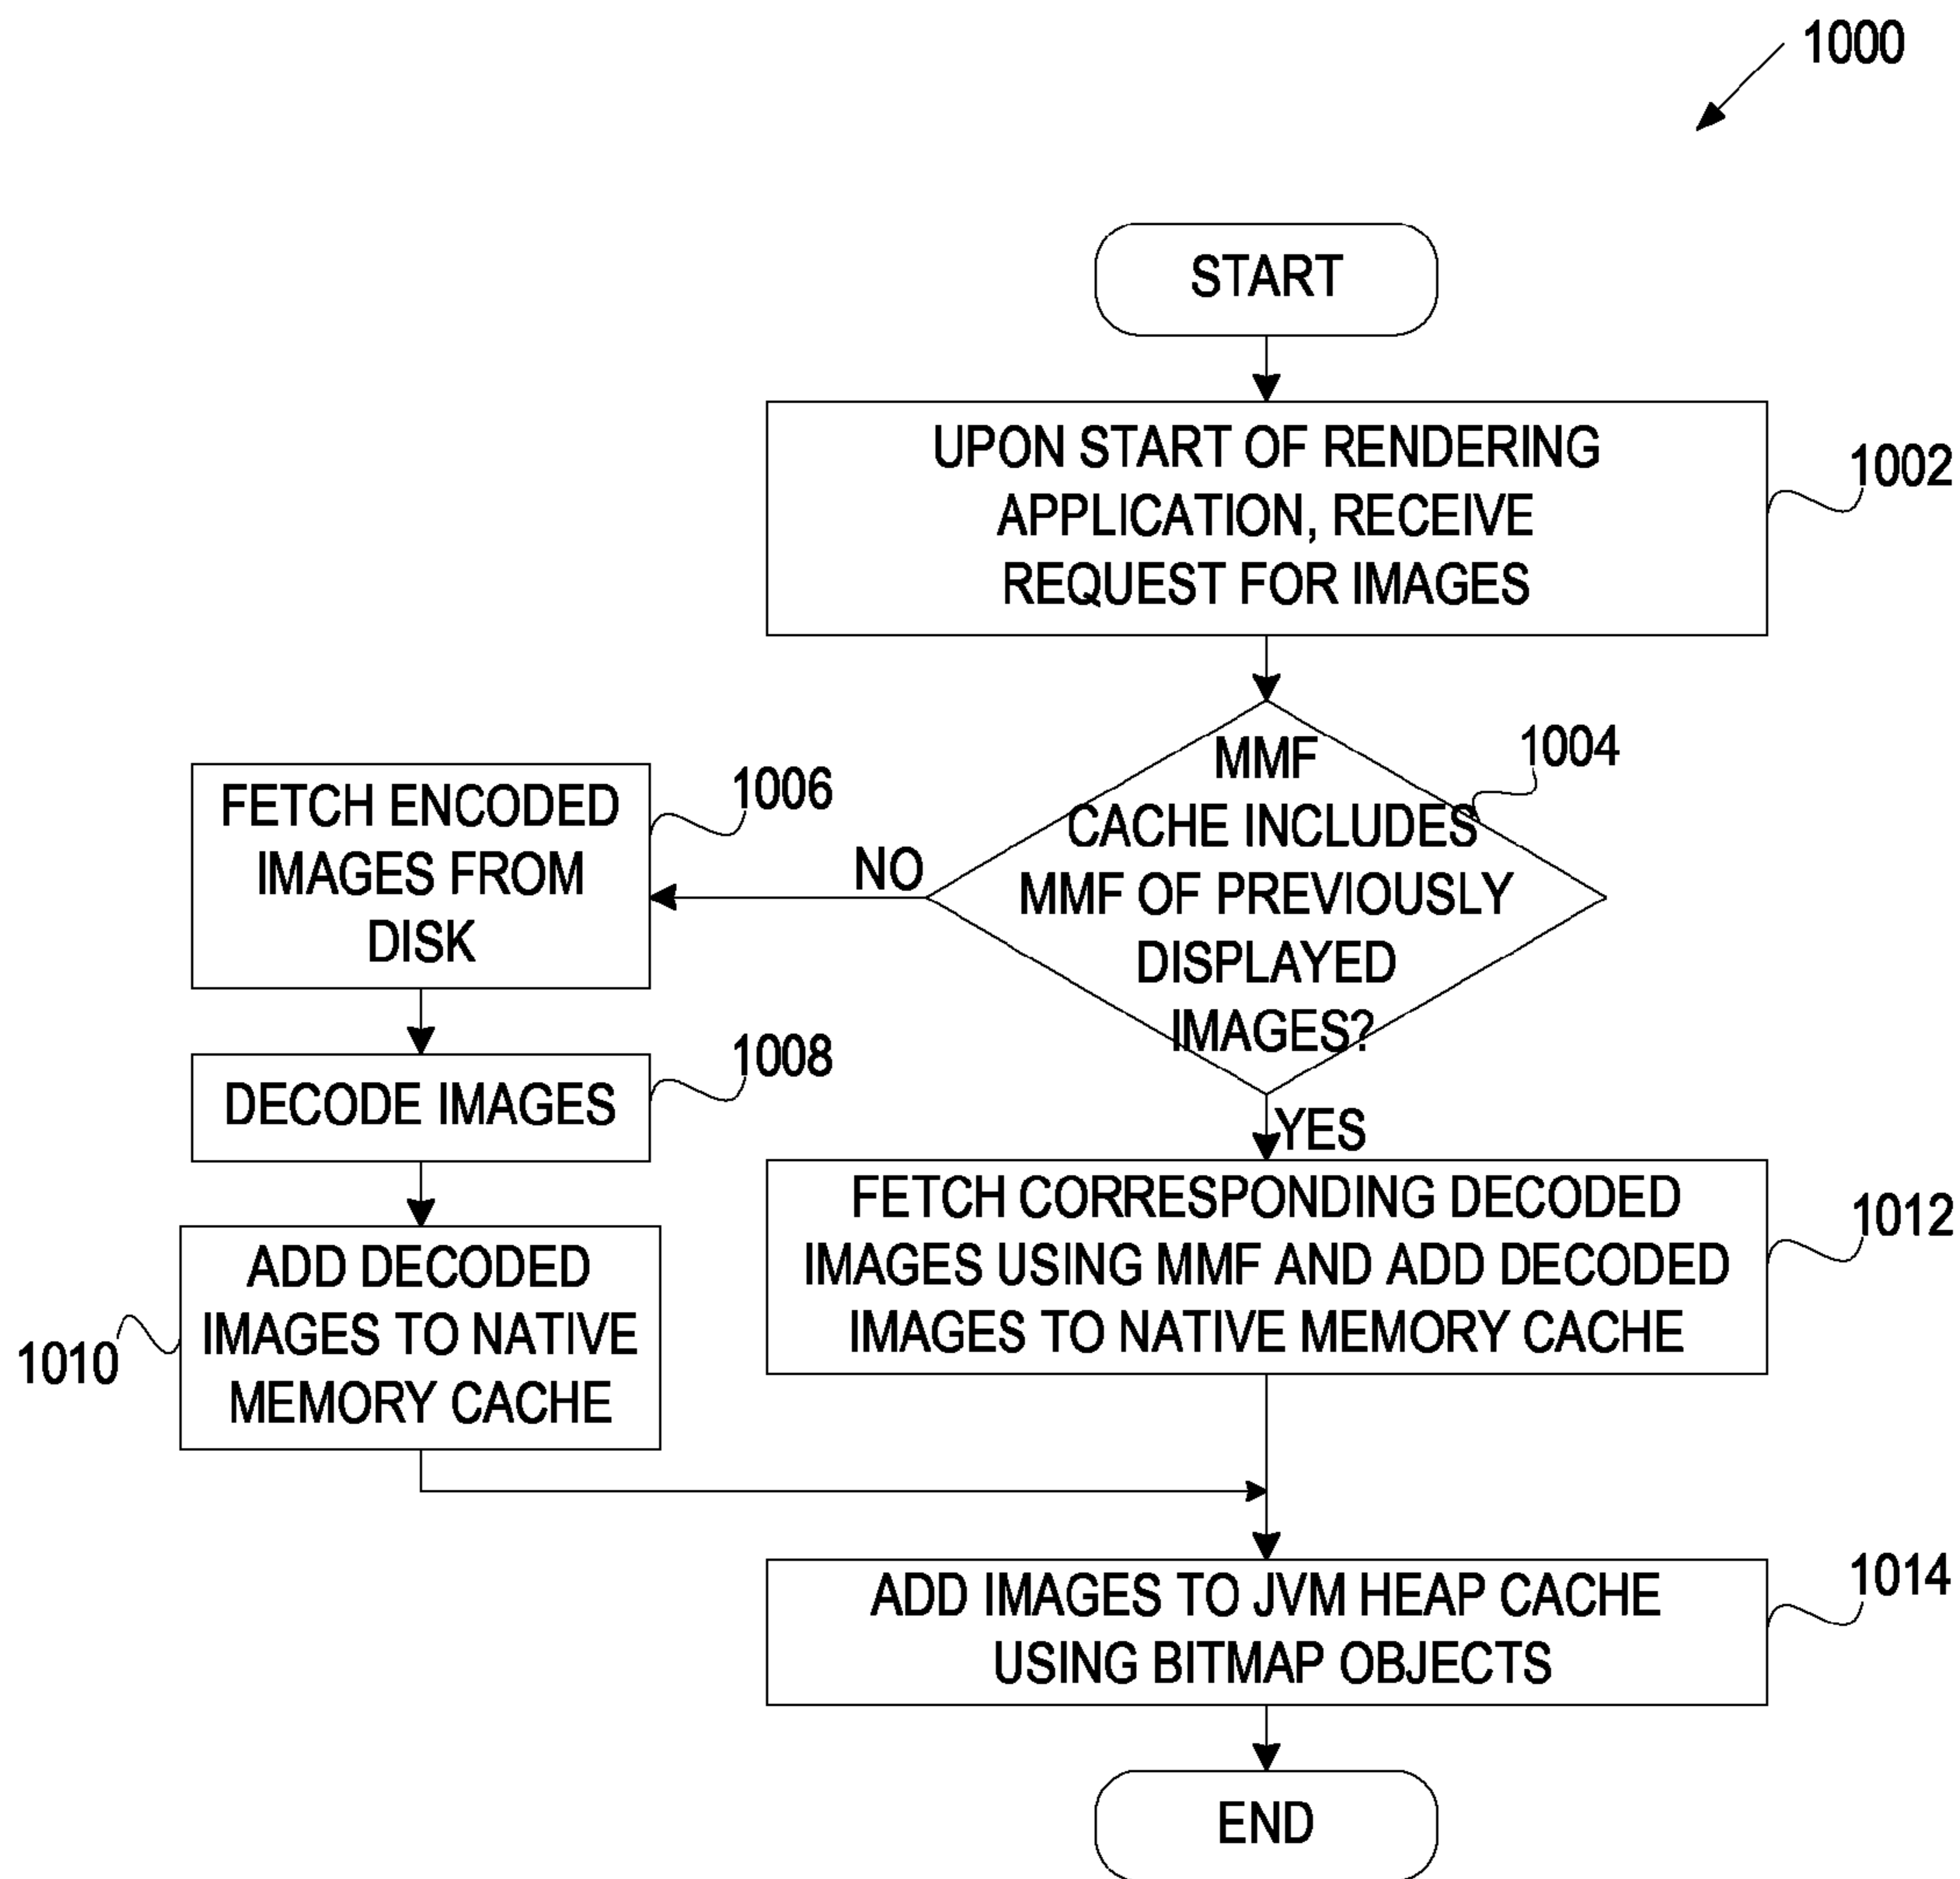 1000
START
UPON START OF RENDERING
APPLICATION, RECEIVE
REQUEST FOR IMAGES
1002
MMF
CACHE INCLUDES
MMF OF PREVIOUSLY
DISPLAYED
IMAGES?
1004
NO
YES
FETCH ENCODED
IMAGES FROM
DISK
1006
DECODE IMAGES
1008
ADD DECODED
IMAGES TO NATIVE
MEMORY CACHE
1010
FETCH CORRESPONDING DECODED
IMAGES USING MMF AND ADD DECODED
IMAGES TO NATIVE MEMORY CACHE
1012
ADD IMAGES TO JVM HEAP CACHE
USING BITMAP OBJECTS
1014
END